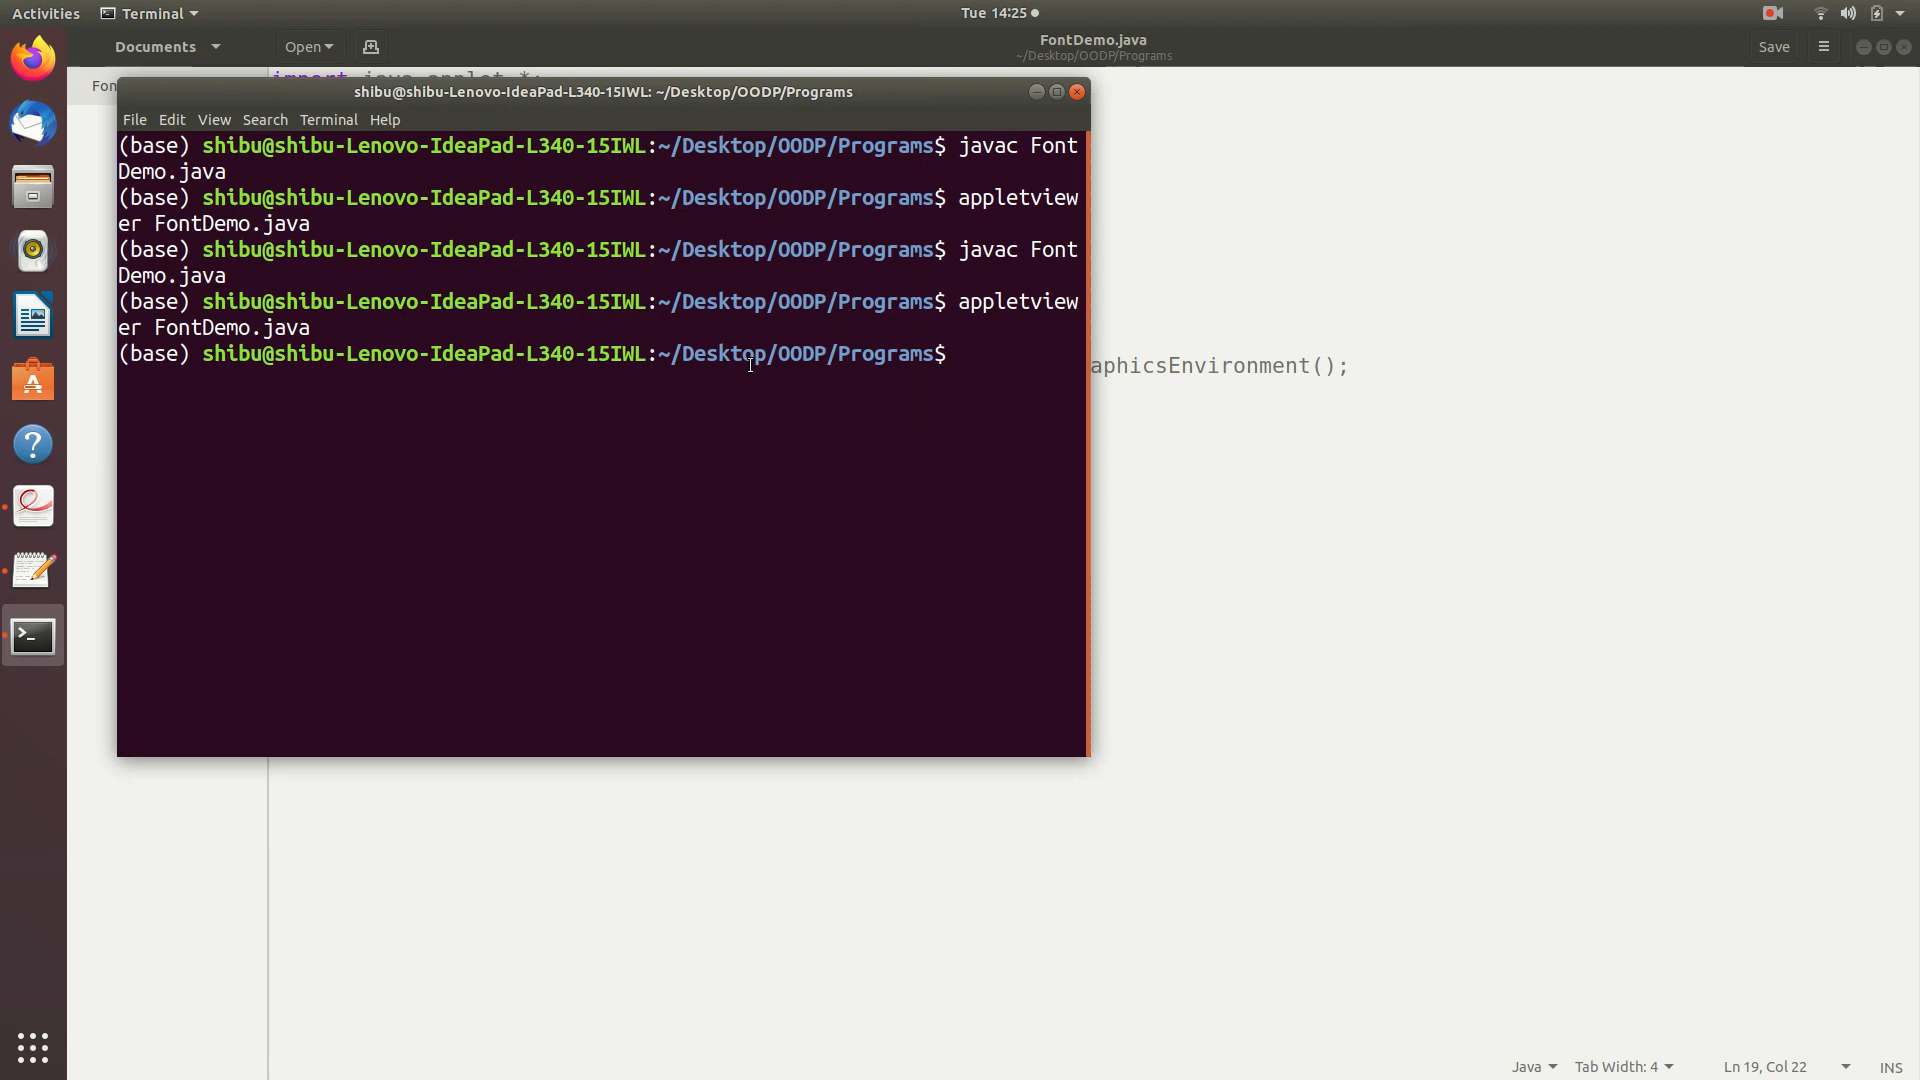 Activities Terminal Tue 14:25
Documents Open FontDemo.java Save
~/Desktop/OODP/Programs
import java.applet.*;
Fon
shibu@shibu-Lenovo-IdeaPad-L340-15IWL: ~/Desktop/OODP/Programs
File Edit View Search Terminal Help
(base) shibu@shibu-Lenovo-IdeaPad-L340-15IWL:~/Desktop/OODP/Programs$ javac Font
Demo.java
(base) shibu@shibu-Lenovo-IdeaPad-L340-15IWL:~/Desktop/OODP/Programs$ appletview
er FontDemo.java
(base) shibu@shibu-Lenovo-IdeaPad-L340-15IWL:~/Desktop/OODP/Programs$ javac Font
Demo.java
(base) shibu@shibu-Lenovo-IdeaPad-L340-15IWL:~/Desktop/OODP/Programs$ appletview
er FontDemo.java
(base) shibu@shibu-Lenovo-IdeaPad-L340-15IWL:~/Desktop/OODP/Programs$
aphicsEnvironment();
Java Tab Width: 4 Ln 19, Col 22 INS